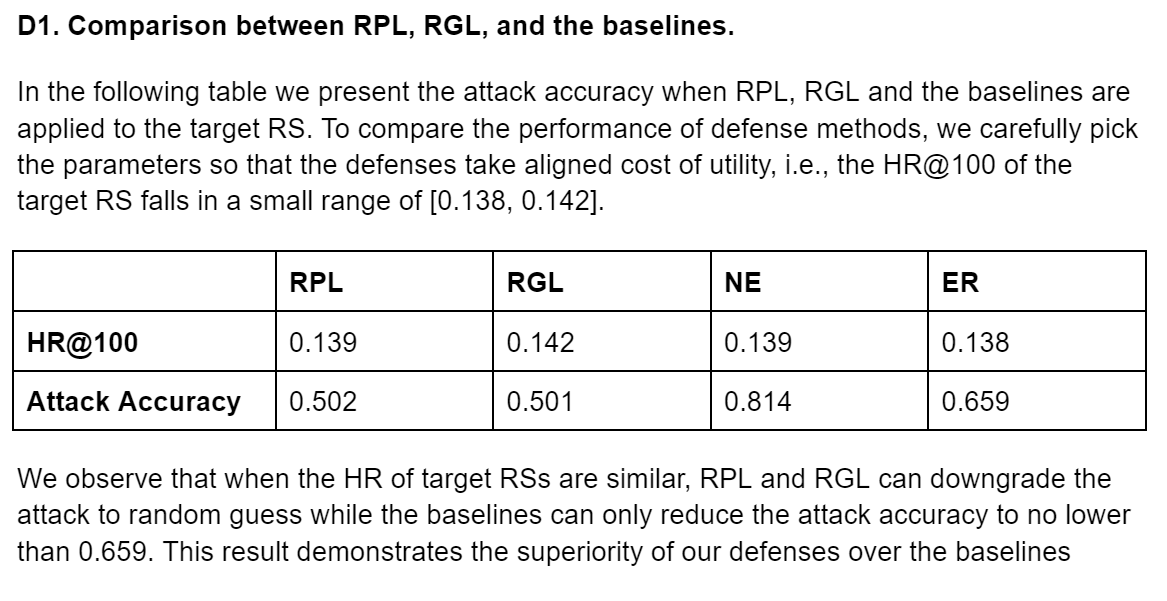 D1. Comparison between RPL, RGL, and the baselines.
In the following table we present the attack accuracy when RPL, RGL and the baselines are
applied to the target RS. To compare the performance of defense methods, we carefully pick
the parameters so that the defenses take aligned cost of utility, i.e., the HR@100 of the
target RS falls in a small range of [0.138, 0.142].
RPL RGL NE ER
HR@100 0.139 0.142 0.139 0.138
Attack Accuracy 0.502 0.501 0.814 0.659
We observe that when the HR of target RSs are similar, RPL and RGL can downgrade the
attack to random guess while the baselines can only reduce the attack accuracy to no lower
than 0.659. This result demonstrates the superiority of our defenses over the baselines